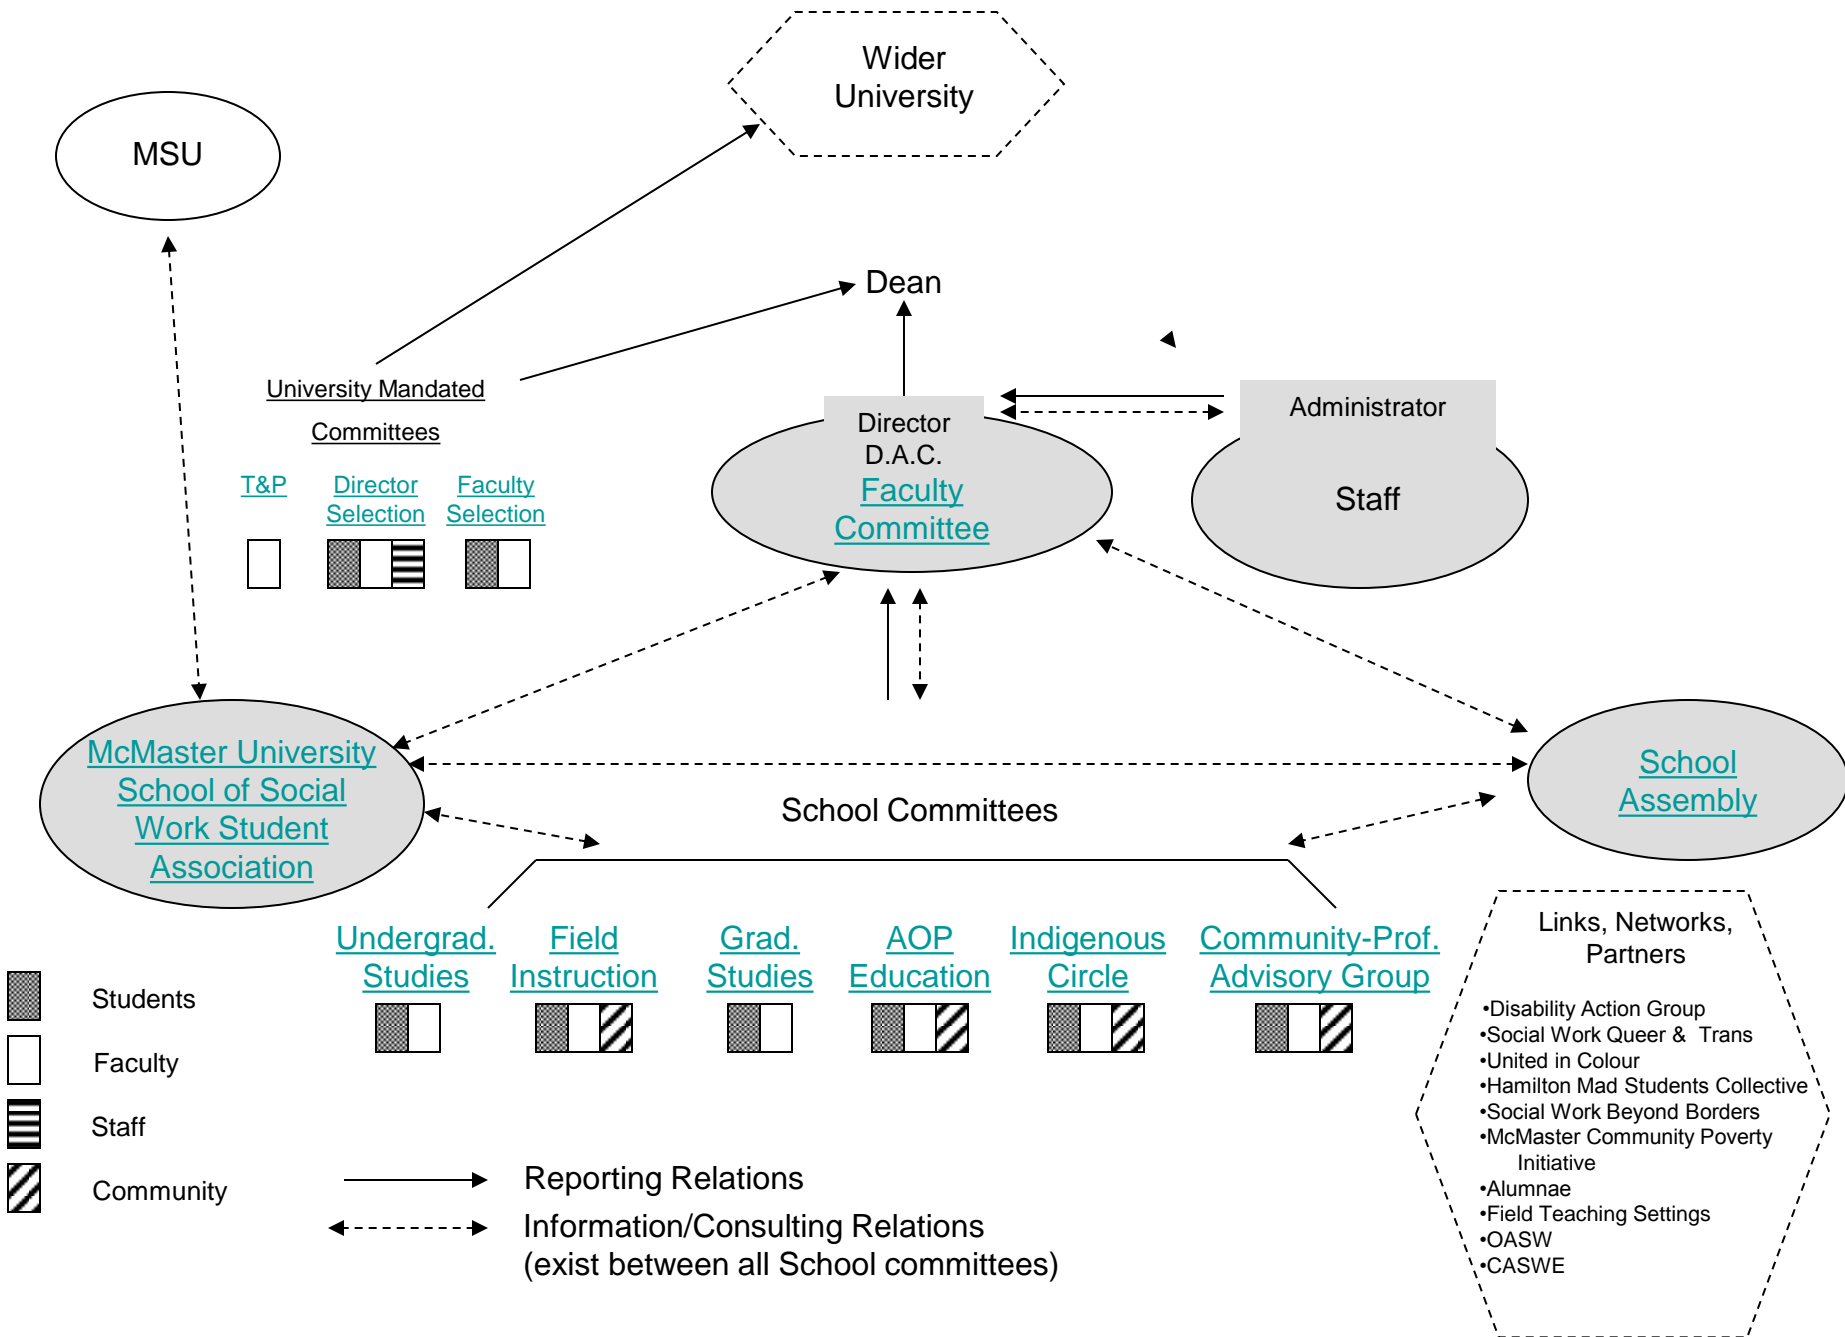 Wider
University
MSU
Dean
University Mandated
Committees
T&P
Director
Selection
Faculty
Selection
Director
D.A.C.
Faculty
Committee
Administrator
Staff
McMaster University
School of Social
Work Student
Association
School Committees
School
Assembly
Undergrad.
Studies
Field
Instruction
Grad.
Studies
AOP
Education
Indigenous
Circle
Community-Prof.
Advisory Group
Links, Networks,
Partners
•Disability Action Group
•Social Work Queer & Trans
•United in Colour
•Hamilton Mad Students Collective
•Social Work Beyond Borders
•McMaster Community Poverty
Initiative
•Alumnae
•Field Teaching Settings
•OASW
•CASWE
Students
Faculty
Staff
Community
Reporting Relations
Information/Consulting Relations
(exist between all School committees)